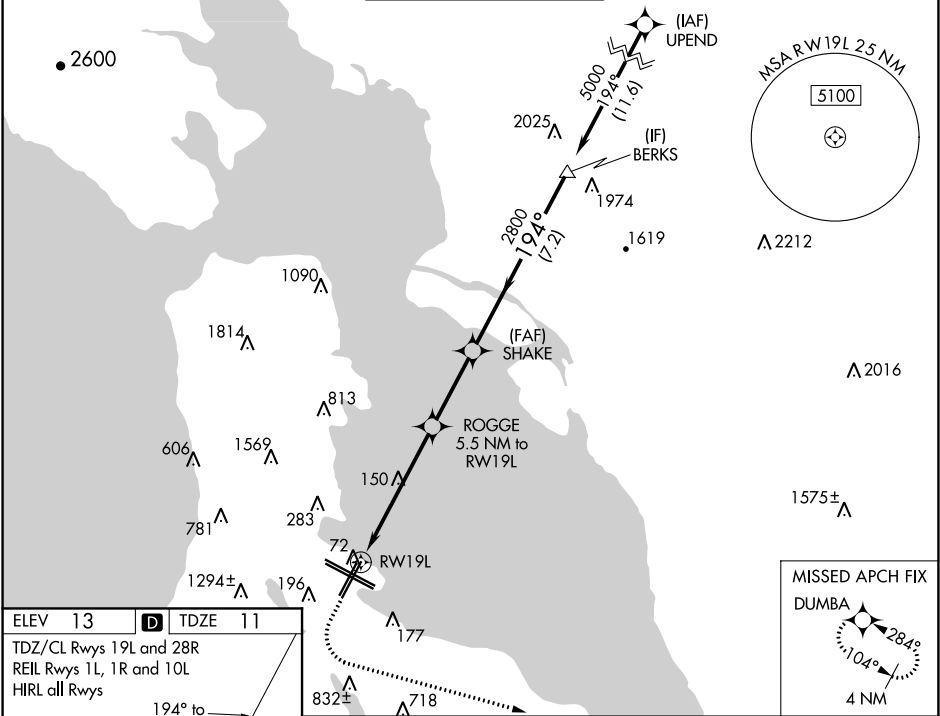 2600
(IAF)
UPEND
MSA RW19L 25 NM
5100
5000
194°
(11.6)
2025
(IF)
BERKS
1974
2800
194°
(7.2)
1619
2212
1090
1814
(FAF)
SHAKE
2016
813
ROGGE
5.5 NM to
RW19L
606
1569
150
1575±
781
283
72
RW19L
1294±
196
177
832±
718
MISSED APCH FIX
DUMBA
284°
104°
4 NM
ELEV 13 D TDZE 11
TDZ/CL Rwys 19L and 28R
REIL Rwys 1L, 1R and 10L
HIRL all Rwys
194° to